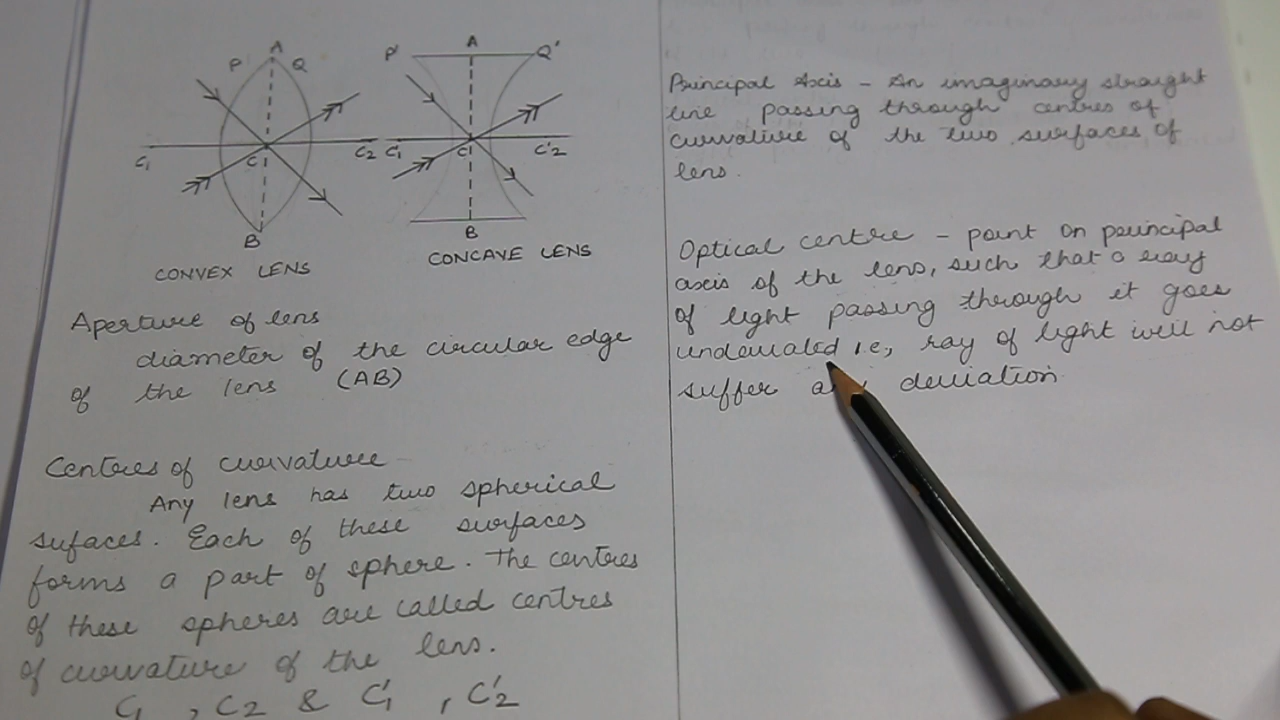 A
P Q
C1 C C2
B
CONVEX LENS
A
P' Q'
C'1 C' C'2
B
CONCAVE LENS
Aperture of lens
diameter of the circular edge
of the lens (AB)
Centres of curvature
Any lens has two spherical
sufaces. Each of these surfaces
forms a part of sphere. The centres
of these spheres are called centres
of curvature of the lens.
C1 , C2 & C'1 , C'2
Principal Axis - An imaginary straight
line passing through centres of
curvature of the two surfaces of
lens.
Optical centre - point on principal
axis of the lens, such that a ray
of light passing through it goes
undeviated i.e, ray of light will not
suffer deviation